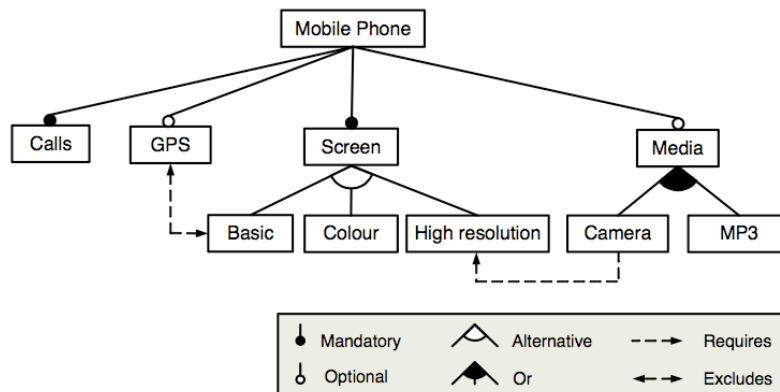 Mobile Phone
Calls GPS Screen Media
Basic Colour High resolution Camera MP3
Mandatory Alternative Requires
Optional Or Excludes